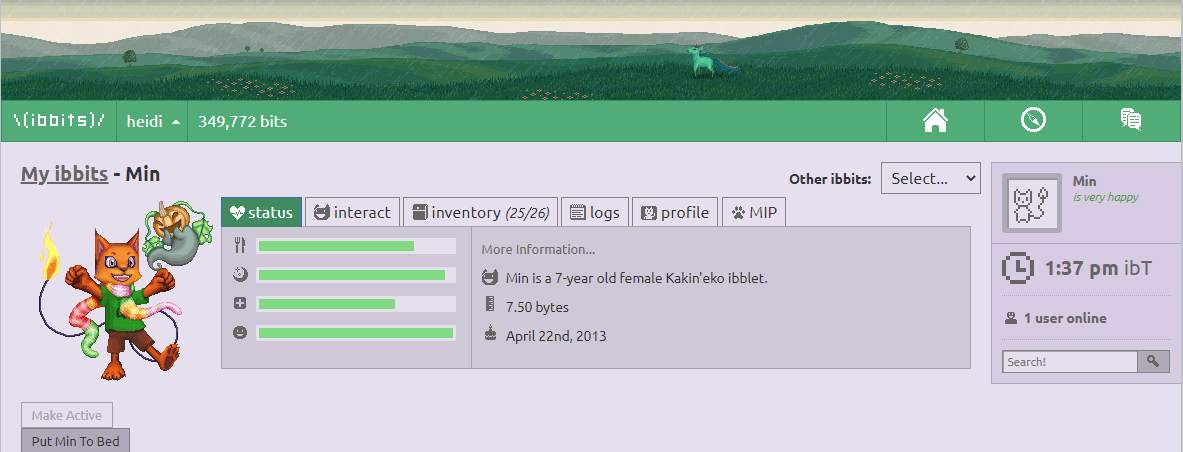 \(ibbits)/
heidi
349,772 bits
My ibbits - Min
Other ibbits:
Select...
status
interact
inventory (25/26)
logs
profile
MIP
More Information...
Min is a 7-year old female Kakin'eko ibblet.
7.50 bytes
April 22nd, 2013
Make Active
Put Min To Bed
Min
is very happy
1:37 pm ibT
1 user online
Search!